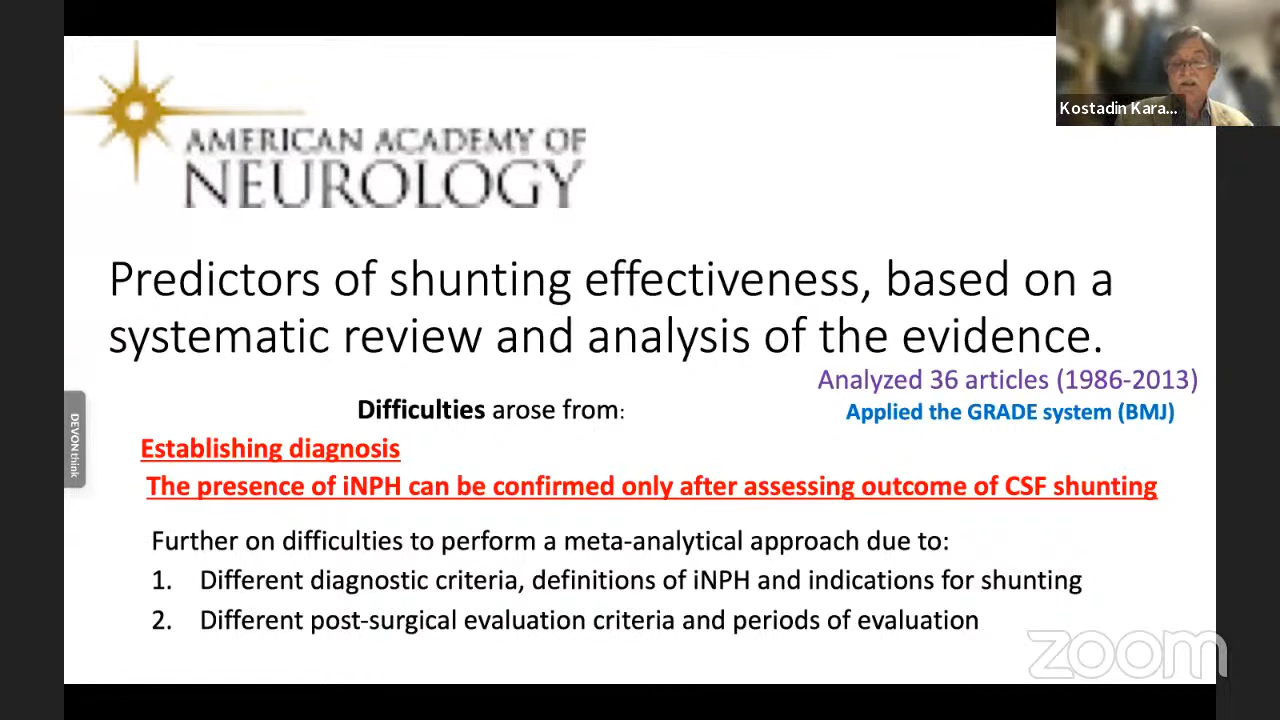 Kostadin Kara...
AMERICAN ACADEMY OF
NEUROLOGY
Predictors of shunting effectiveness, based on a
systematic review and analysis of the evidence.
Analyzed 36 articles (1986-2013)
Applied the GRADE system (BMJ)
Difficulties arose from:
Establishing diagnosis
The presence of iNPH can be confirmed only after assessing outcome of CSF shunting
DEVONthink
Further on difficulties to perform a meta-analytical approach due to:
1. Different diagnostic criteria, definitions of iNPH and indications for shunting
2. Different post-surgical evaluation criteria and periods of evaluation
zoom